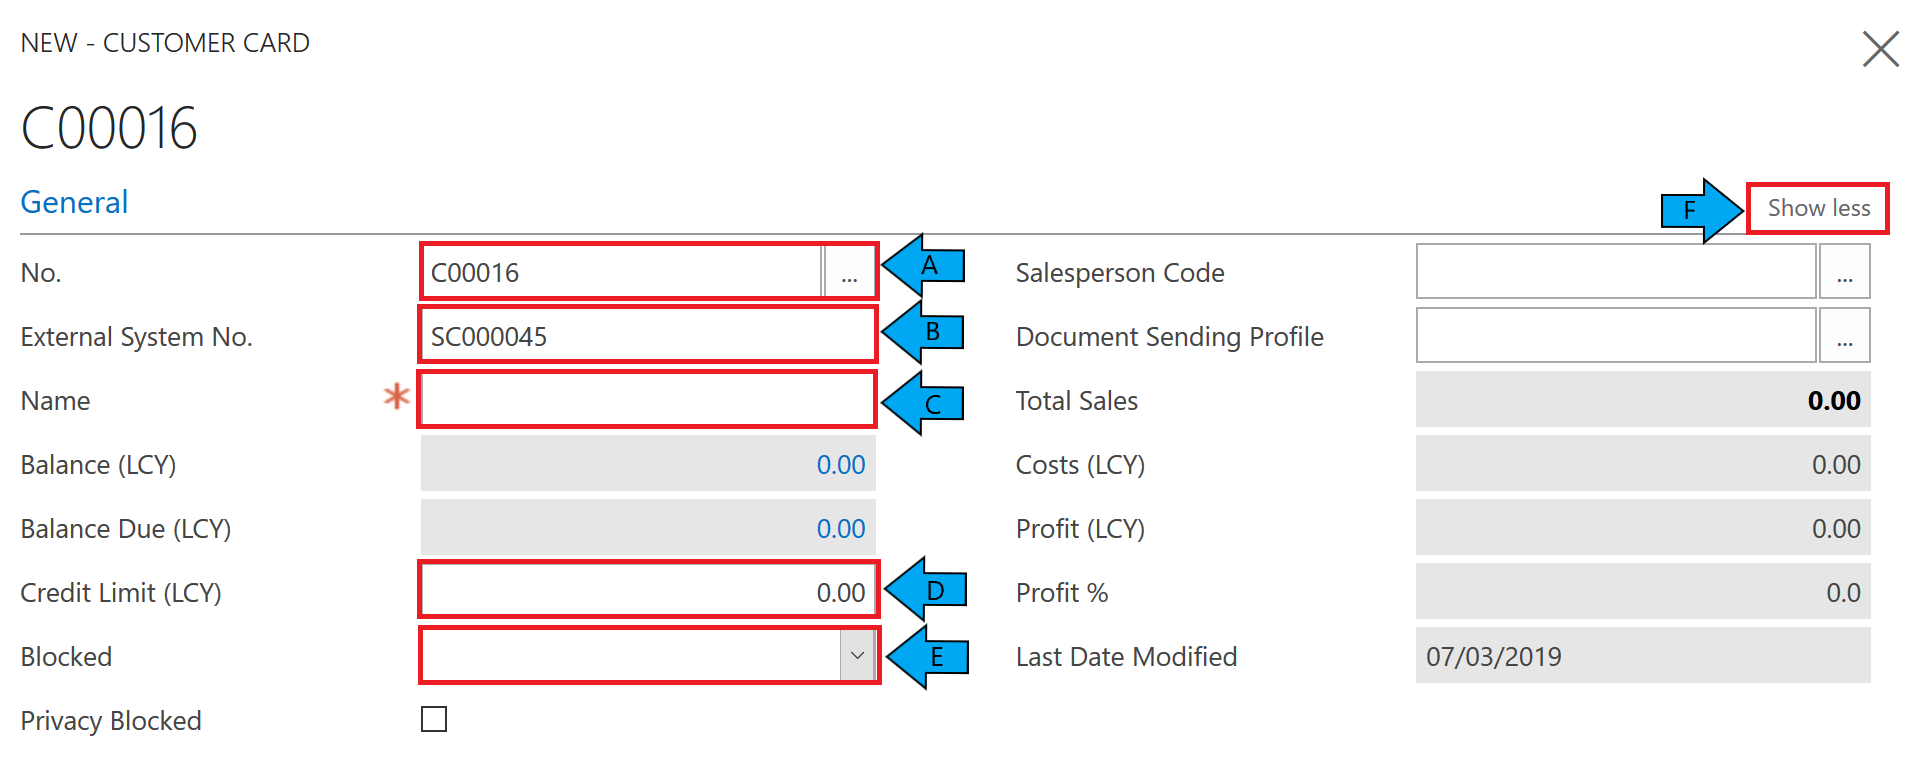 NEW - CUSTOMER CARD
C00016
General
F
Show less
No.
C00016
...
A
Salesperson Code
...
External System No.
SC000045
B
Document Sending Profile
...
Name
*
C
Total Sales
0.00
Balance (LCY)
0.00
Costs (LCY)
0.00
Balance Due (LCY)
0.00
Profit (LCY)
0.00
Credit Limit (LCY)
0.00
D
Profit %
0.0
Blocked
E
Last Date Modified
07/03/2019
Privacy Blocked